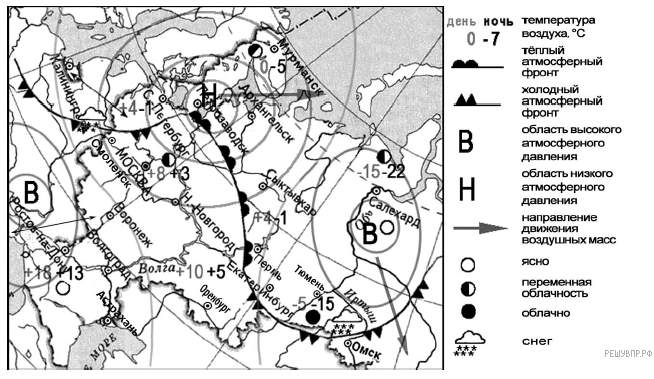 день ночь
0 -7
температура
воздуха, °С
тёплый
атмосферный
фронт
холодный
атмосферный
фронт
В
область высокого
атмосферного
давления
Н
область низкого
атмосферного
давления
направление
движения
воздушных масс
ясно
переменная
облачность
облачно
снег
РЕШУВПР.РФ
Мурманск
0 -5
Калининград
+4 -1
С. Петербург
Н
Петрозаводск
Архангельск
Смоленск
МОСКВА
+8 +3
Сыктывкар
-15 -22
Салехард
Обь
В
В
Н. Новгород
+4 -1
Воронеж
Ростов-на-Дону
Волгоград
+18 +13
Волга
+10 +5
Пермь
Екатеринбург
Тюмень
-5 -15
Иртыш
Оренбург
Астрахань
Омск
МОРЕ